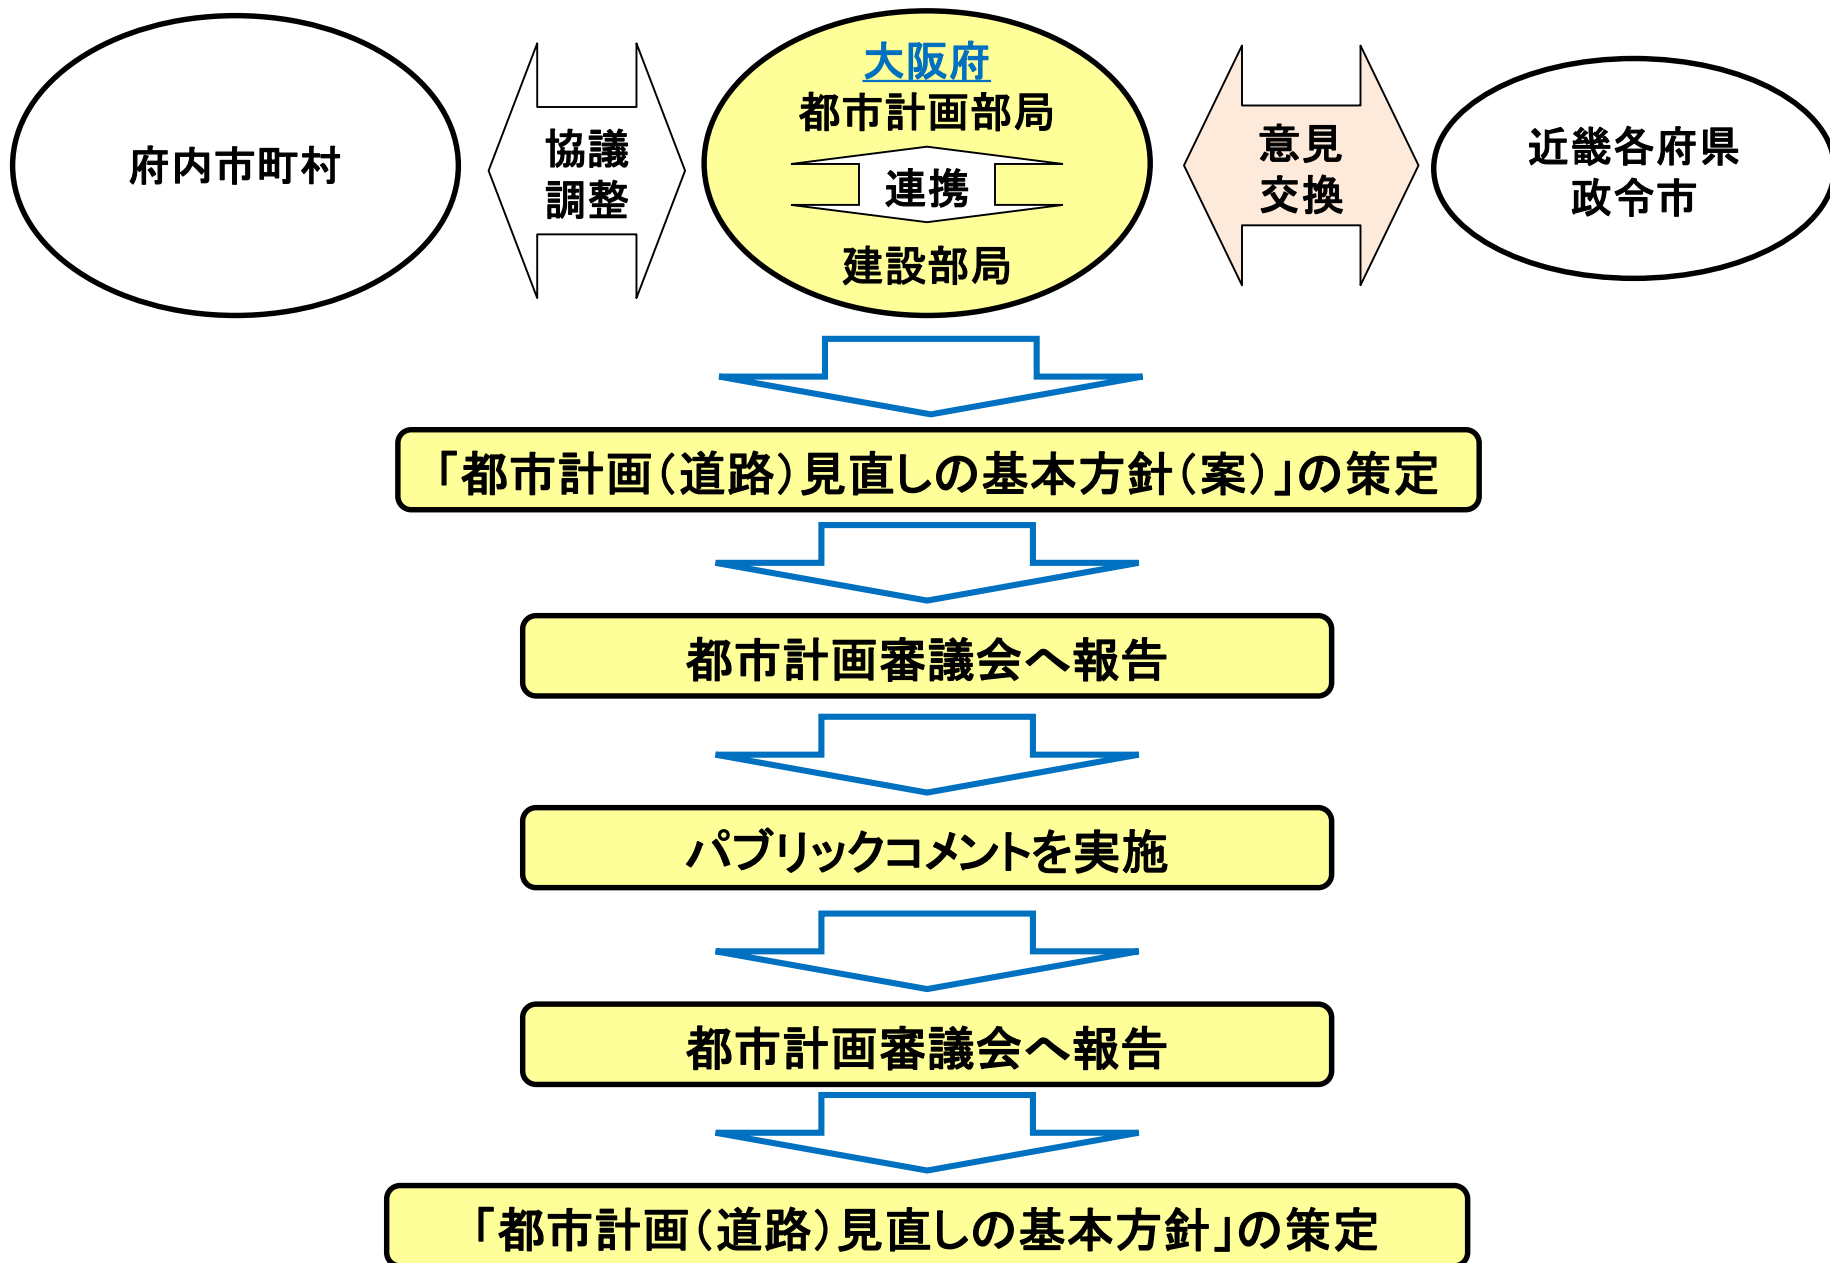 府内市町村
協議
調整
大阪府
都市計画部局
連携
建設部局
意見
交換
近畿各府県
政令市
「都市計画（道路）見直しの基本方針（案）」の策定
都市計画審議会へ報告
パブリックコメントを実施
都市計画審議会へ報告
「都市計画（道路）見直しの基本方針」の策定